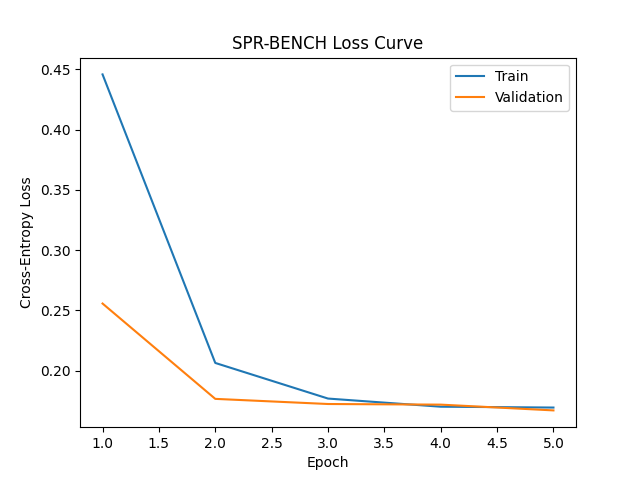 SPR-BENCH Loss Curve
Train
Validation
0.45
0.40
0.35
0.30
0.25
0.20
Cross-Entropy Loss
1.0 1.5 2.0 2.5 3.0 3.5 4.0 4.5 5.0
Epoch